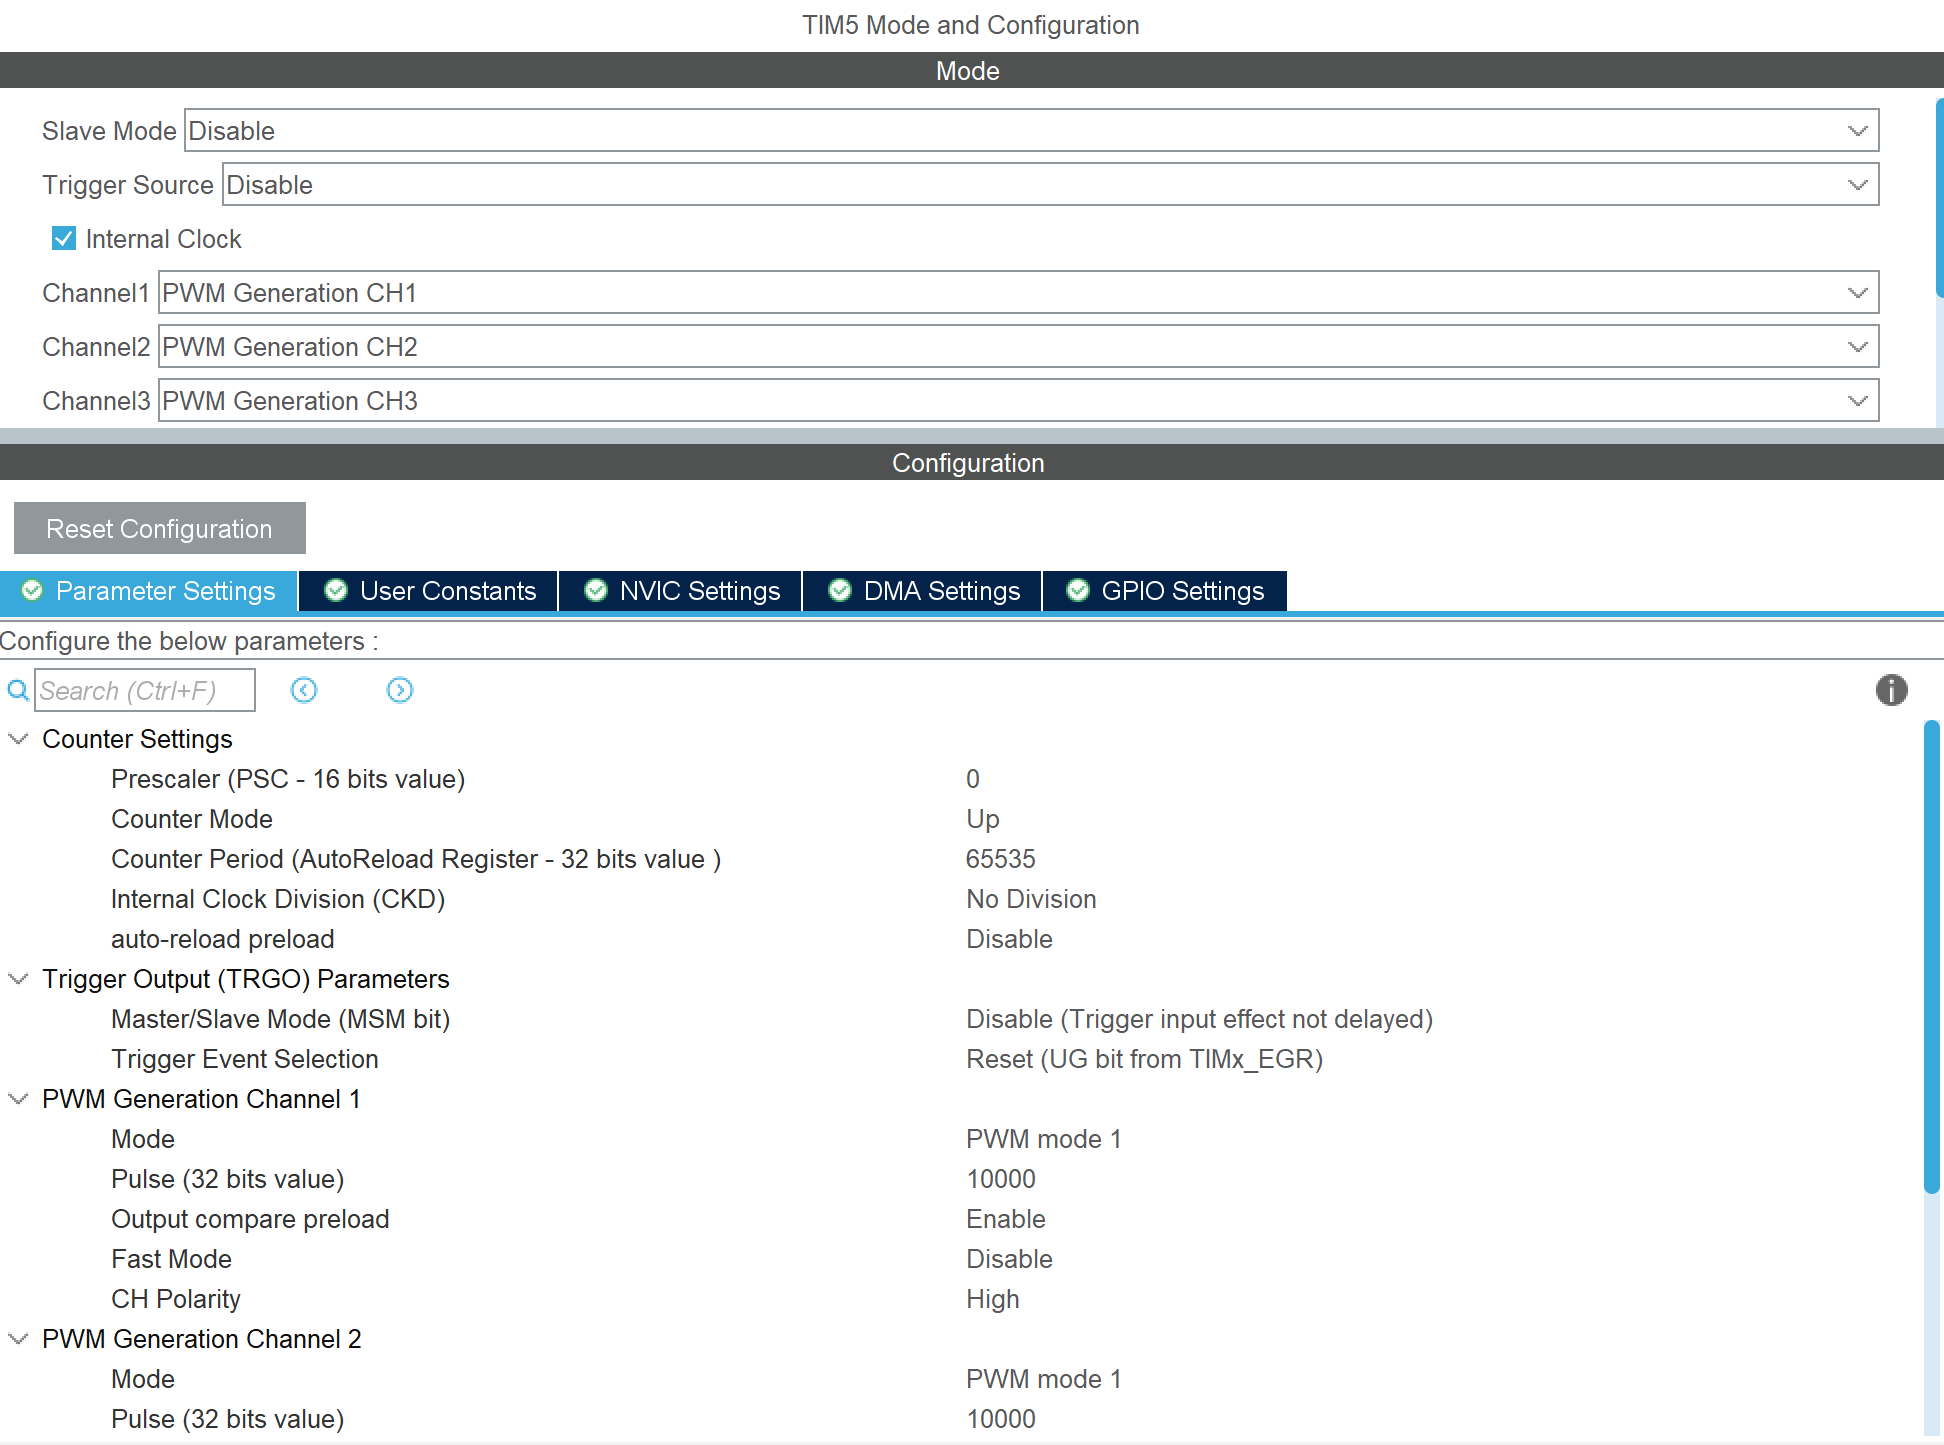 TIM5 Mode and Configuration
Mode
Slave Mode Disable
Trigger Source Disable
Internal Clock
Channel1 PWM Generation CH1
Channel2 PWM Generation CH2
Channel3 PWM Generation CH3
Configuration
Reset Configuration
Parameter Settings User Constants NVIC Settings DMA Settings GPIO Settings
Configure the below parameters :
Search (Ctrl+F)
Counter Settings
Prescaler (PSC - 16 bits value) 0
Counter Mode Up
Counter Period (AutoReload Register - 32 bits value ) 65535
Internal Clock Division (CKD) No Division
auto-reload preload Disable
Trigger Output (TRGO) Parameters
Master/Slave Mode (MSM bit) Disable (Trigger input effect not delayed)
Trigger Event Selection Reset (UG bit from TIMx_EGR)
PWM Generation Channel 1
Mode PWM mode 1
Pulse (32 bits value) 10000
Output compare preload Enable
Fast Mode Disable
CH Polarity High
PWM Generation Channel 2
Mode PWM mode 1
Pulse (32 bits value) 10000